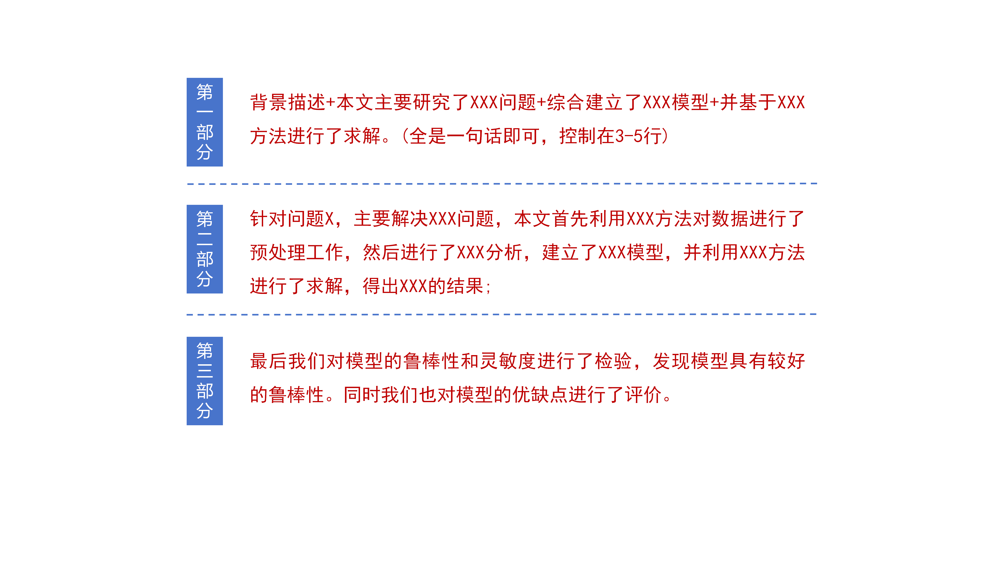 第一部分
背景描述+本文主要研究了XXX问题+综合建立了XXX模型+并基于XXX
方法进行了求解。（全是一句话即可，控制在3-5行）
第二部分
针对问题X，主要解决XXX问题，本文首先利用XXX方法对数据进行了
预处理工作，然后进行了XXX分析，建立了XXX模型，并利用XXX方法
进行了求解，得出XXX的结果；
第三部分
最后我们对模型的鲁棒性和灵敏度进行了检验，发现模型具有较好
的鲁棒性。同时我们也对模型的优缺点进行了评价。